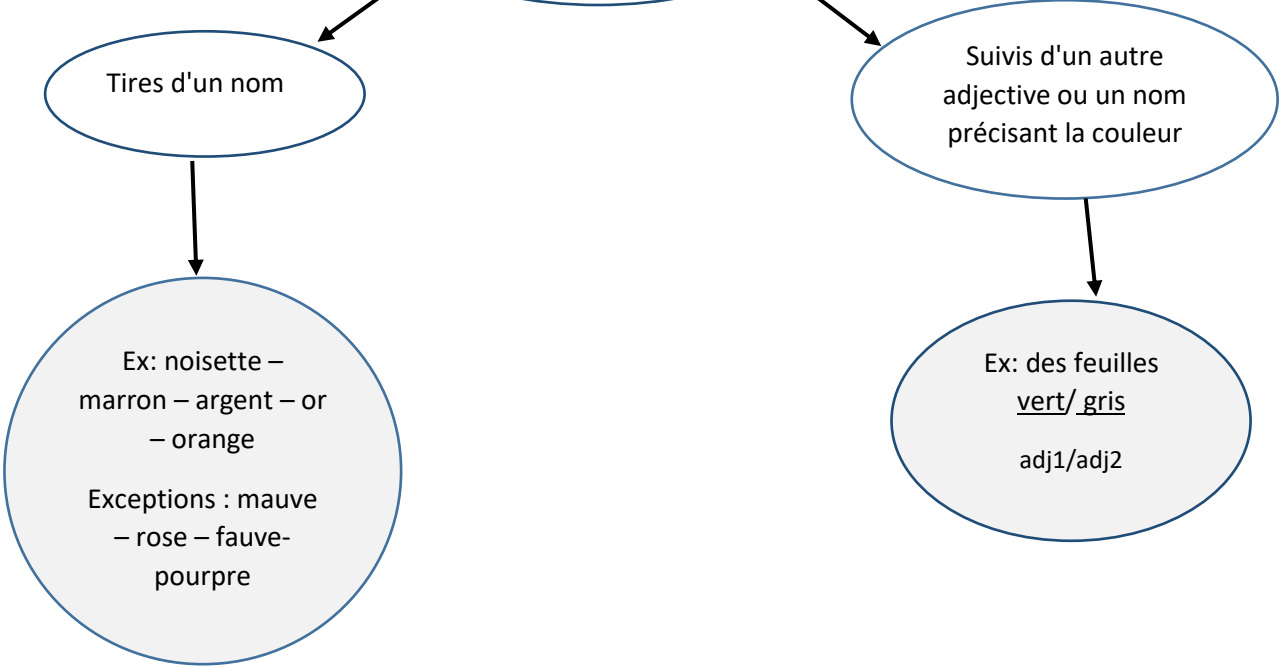 Tires d'un nom
Suivis d'un autre
adjective ou un nom
précisant la couleur
Ex: noisette –
marron – argent – or
– orange
Exceptions : mauve
– rose – fauve-
pourpre
Ex: des feuilles
vert/ gris
adj1/adj2